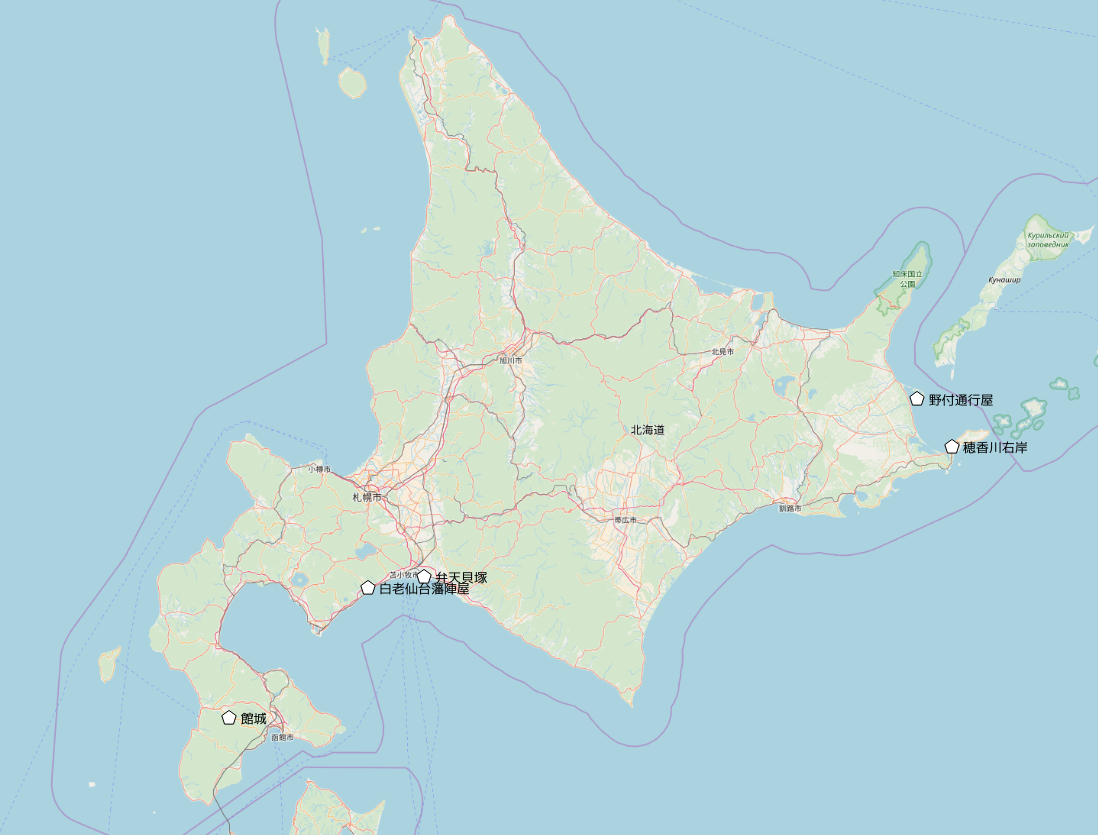 Курильский
заповедник
知床国立
公園
Кунашир
北見市
旭川市
野付通行屋
北海道
穂香川右岸
小樽市
札幌市
釧路市
帯広市
苫小牧市
弁天貝塚
白老仙台藩陣屋
館城
函館市